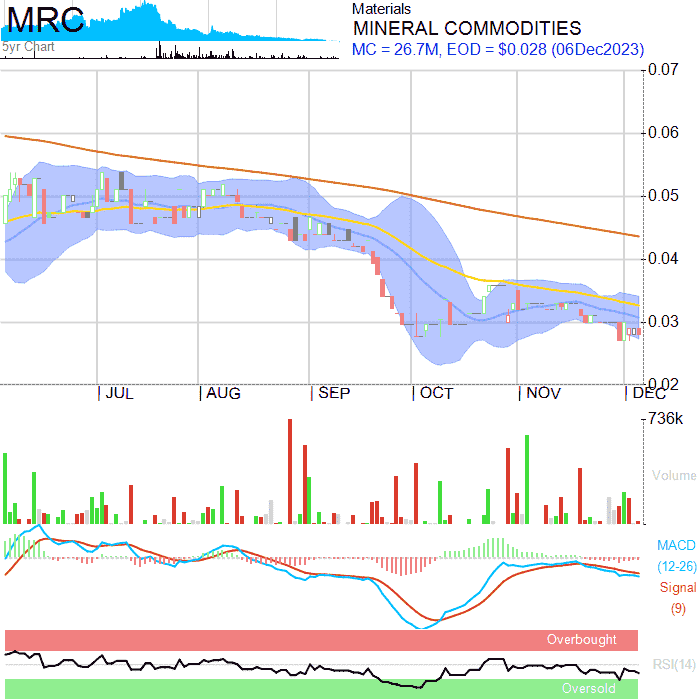 MRC
5yr Chart
Materials
MINERAL COMMODITIES
MC = 26.7M, EOD = $0.028 (06Dec2023)
0.07
0.06
0.05
0.04
0.03
0.02
JUL AUG SEP OCT NOV DEC
736k
Volume
MACD
(12-26)
Signal
(9)
Overbought
RSI(14)
Oversold